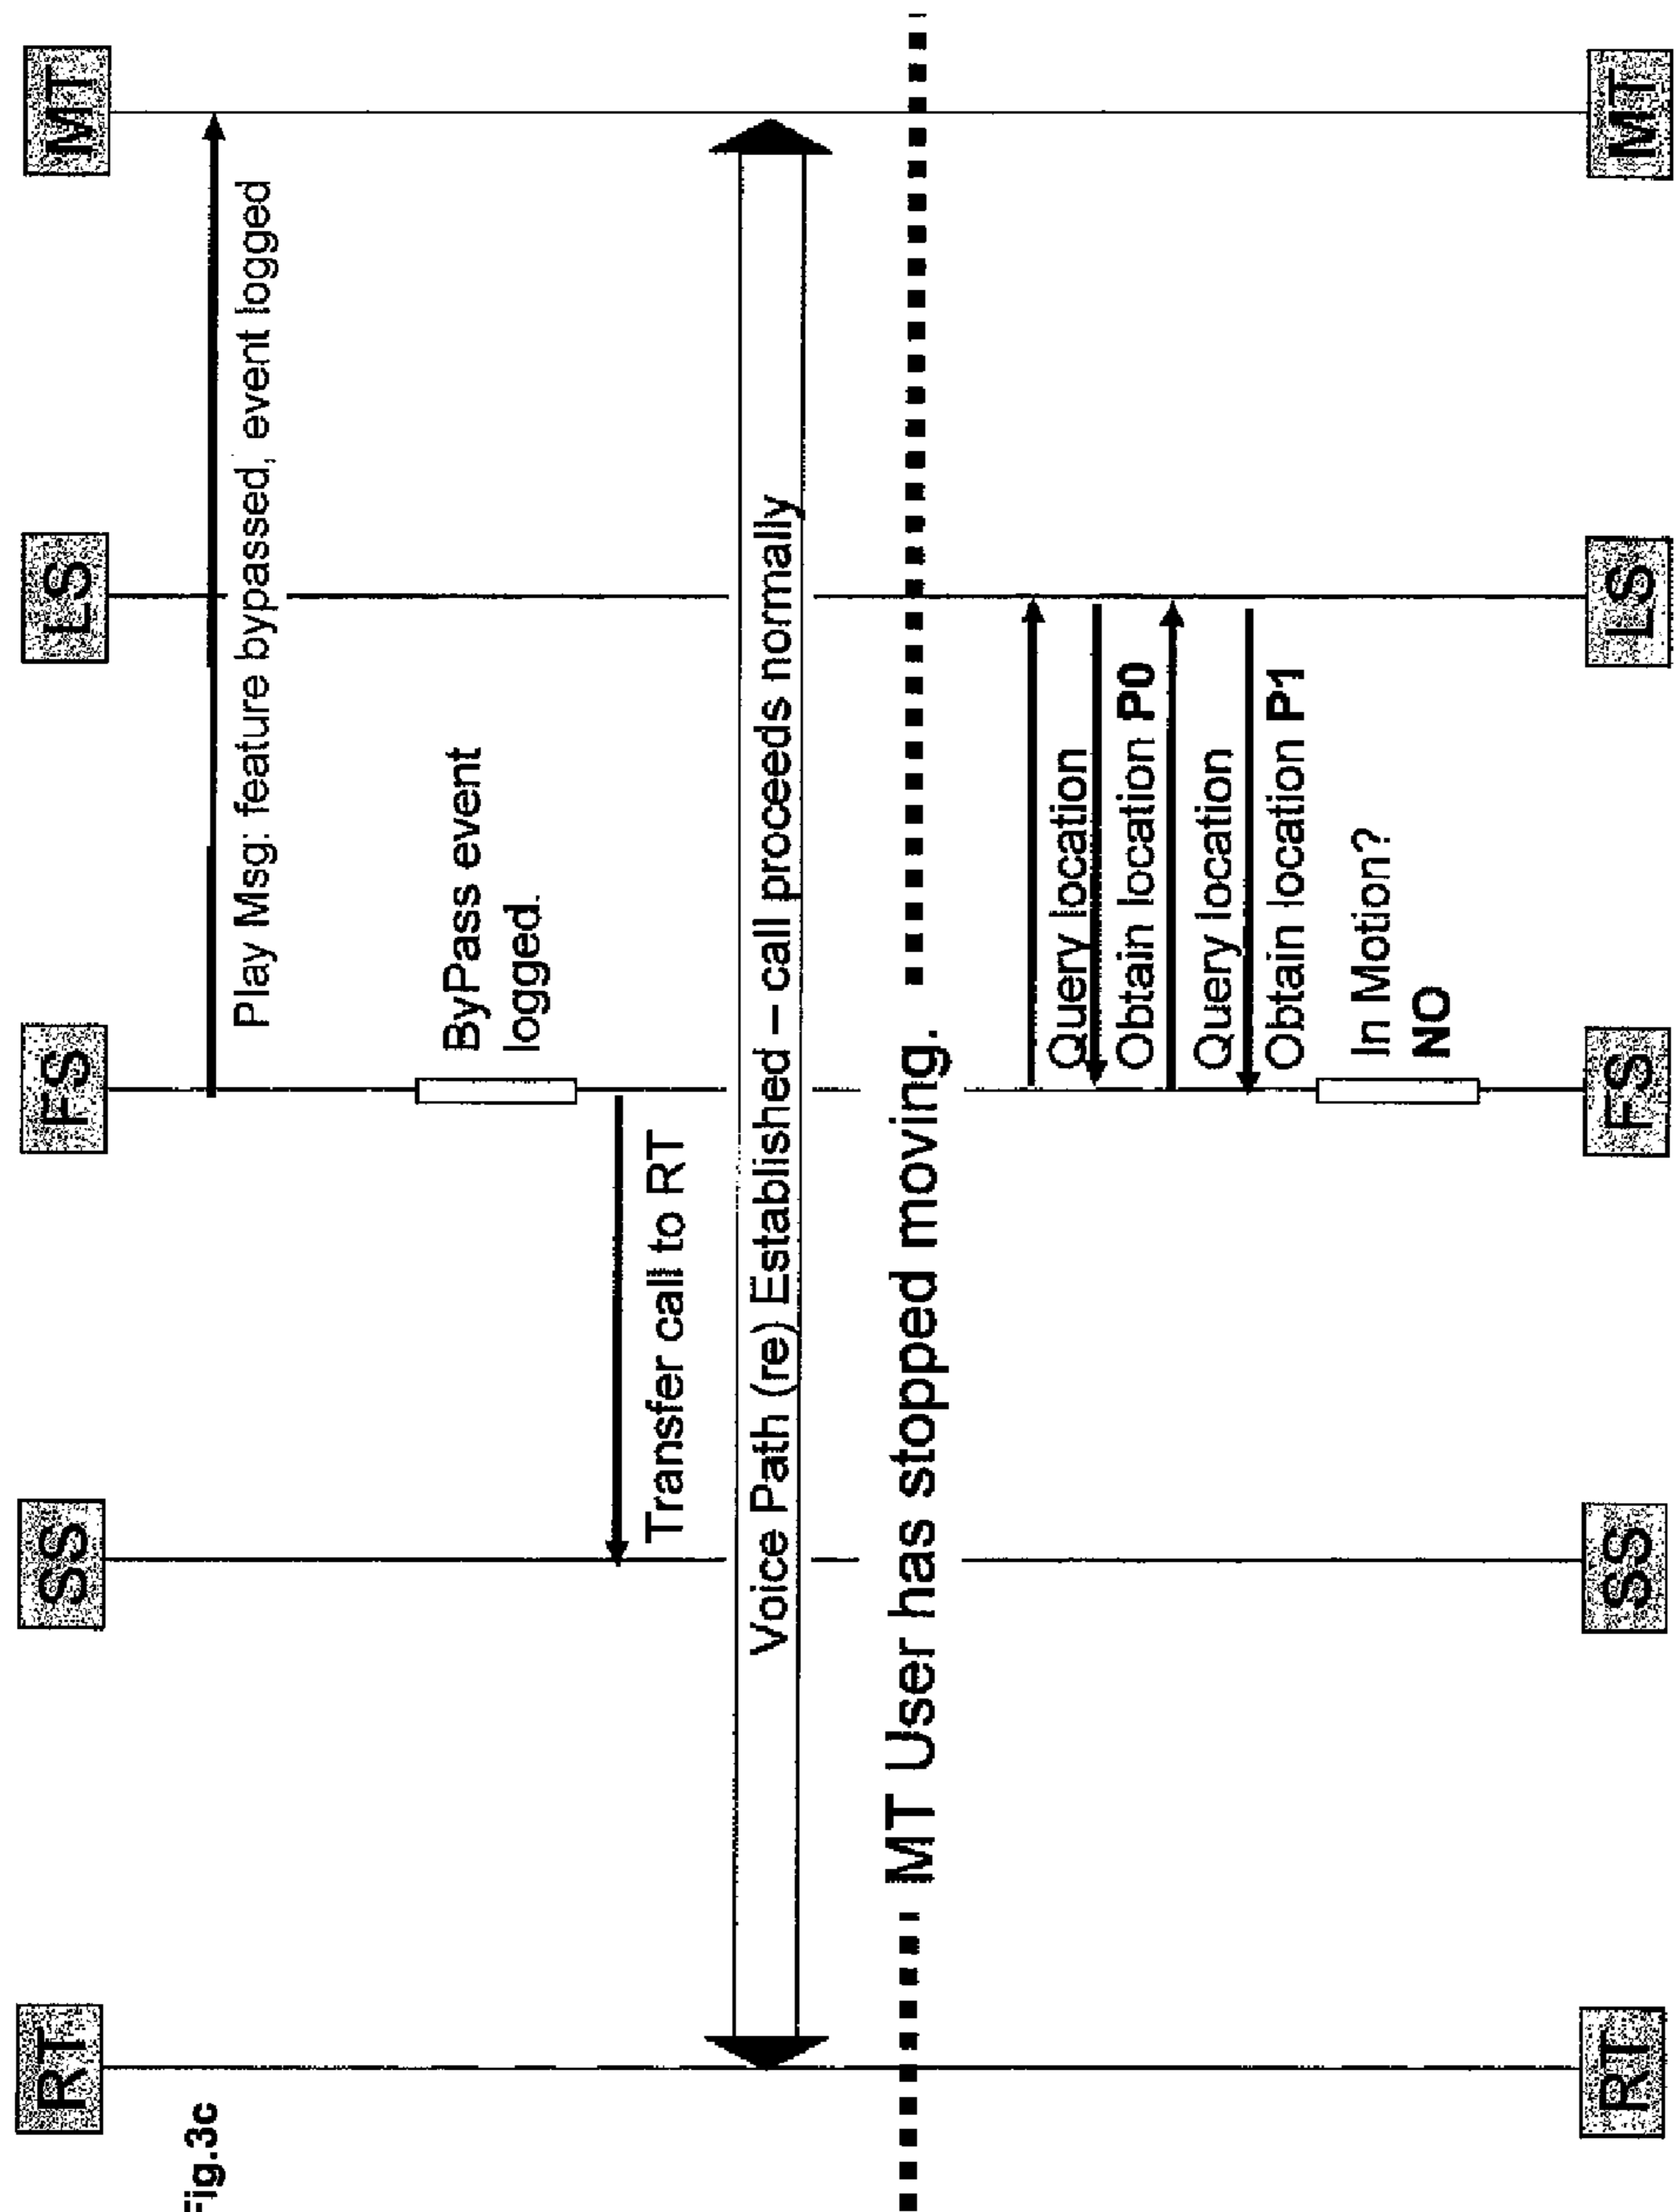 RT SS FS LS MT
Fig.3c
Play Msg: feature bypassed, event logged
ByPass event
logged.
Transfer call to RT
Voice Path (re) Established – call proceeds normally
MT User has stopped moving.
Query location
Obtain location P0
Query location
Obtain location P1
In Motion?
NO
RT SS FS LS MT